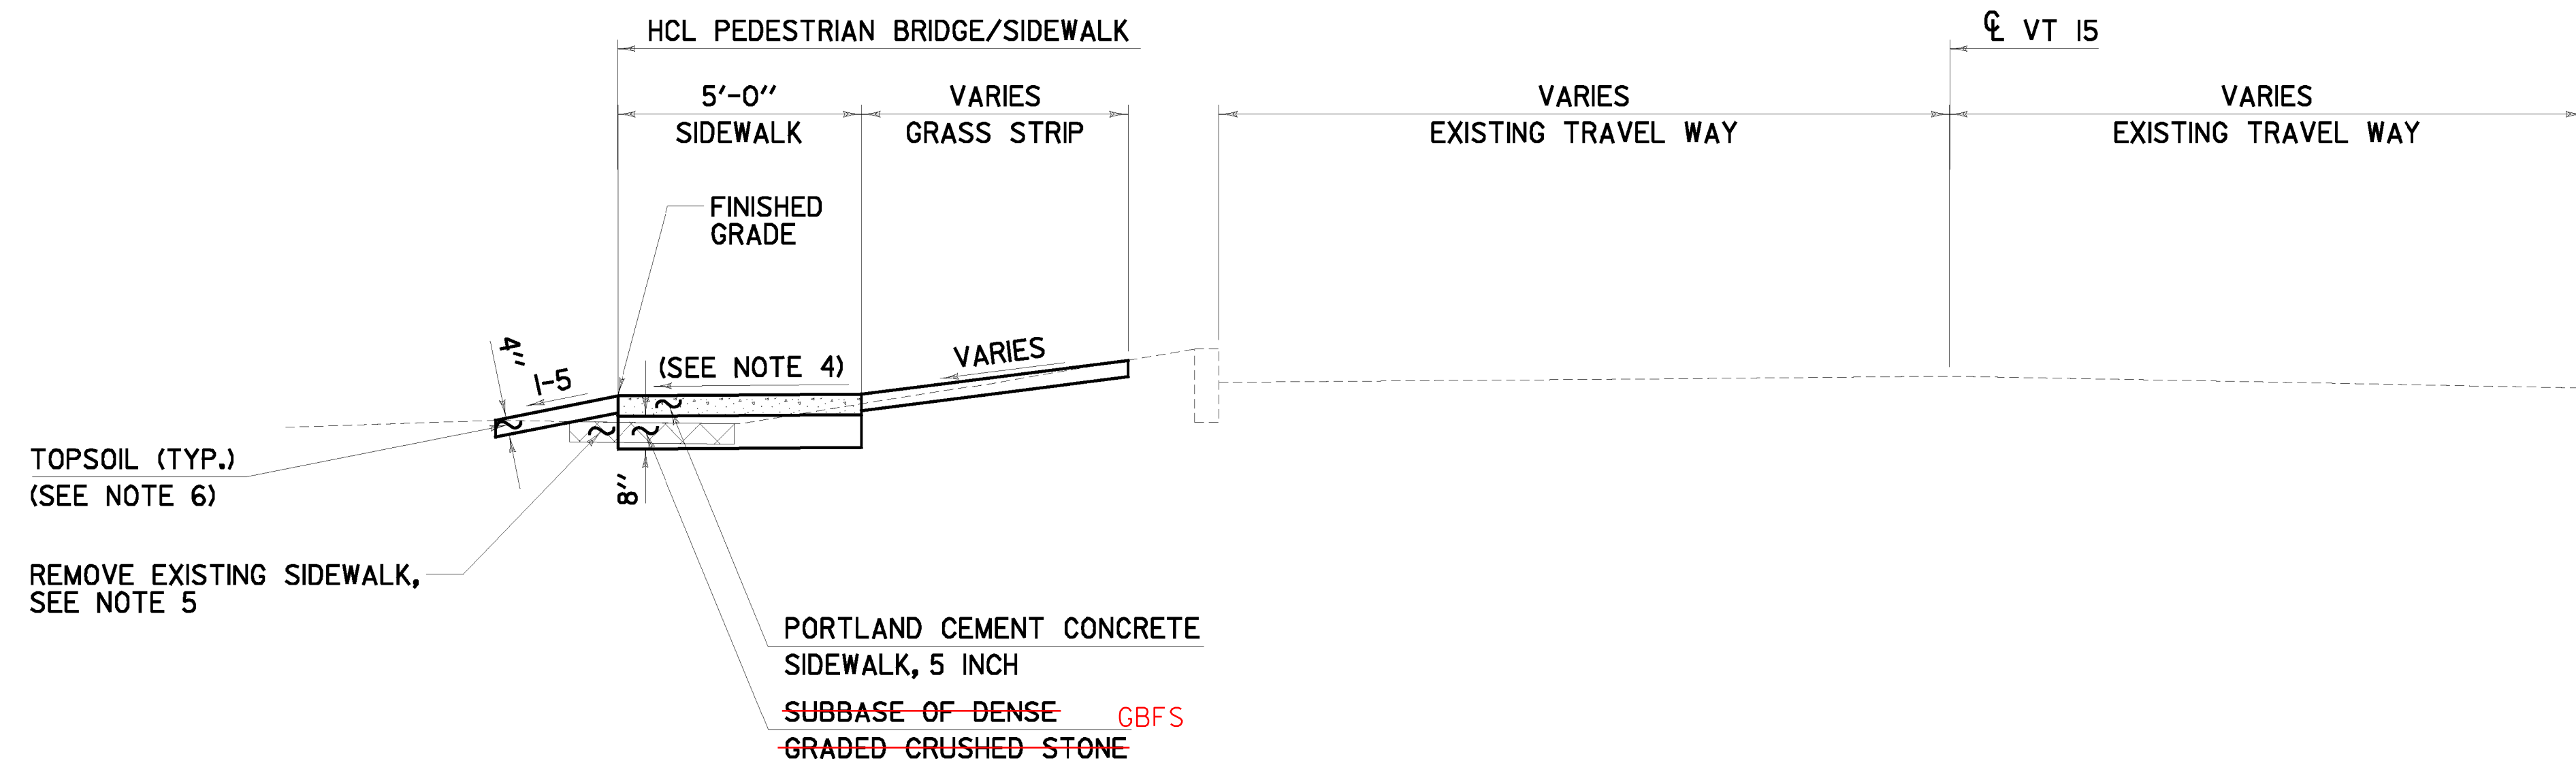 HCL PEDESTRIAN BRIDGE/SIDEWALK
℄ VT 15
5'-0"
SIDEWALK
VARIES
GRASS STRIP
VARIES
EXISTING TRAVEL WAY
VARIES
EXISTING TRAVEL WAY
FINISHED
GRADE
4"
1-5
(SEE NOTE 4)
VARIES
TOPSOIL (TYP.)
(SEE NOTE 6)
8"
REMOVE EXISTING SIDEWALK,
SEE NOTE 5
PORTLAND CEMENT CONCRETE
SIDEWALK, 5 INCH
SUBBASE OF DENSE
GRADED CRUSHED STONE
GBFS